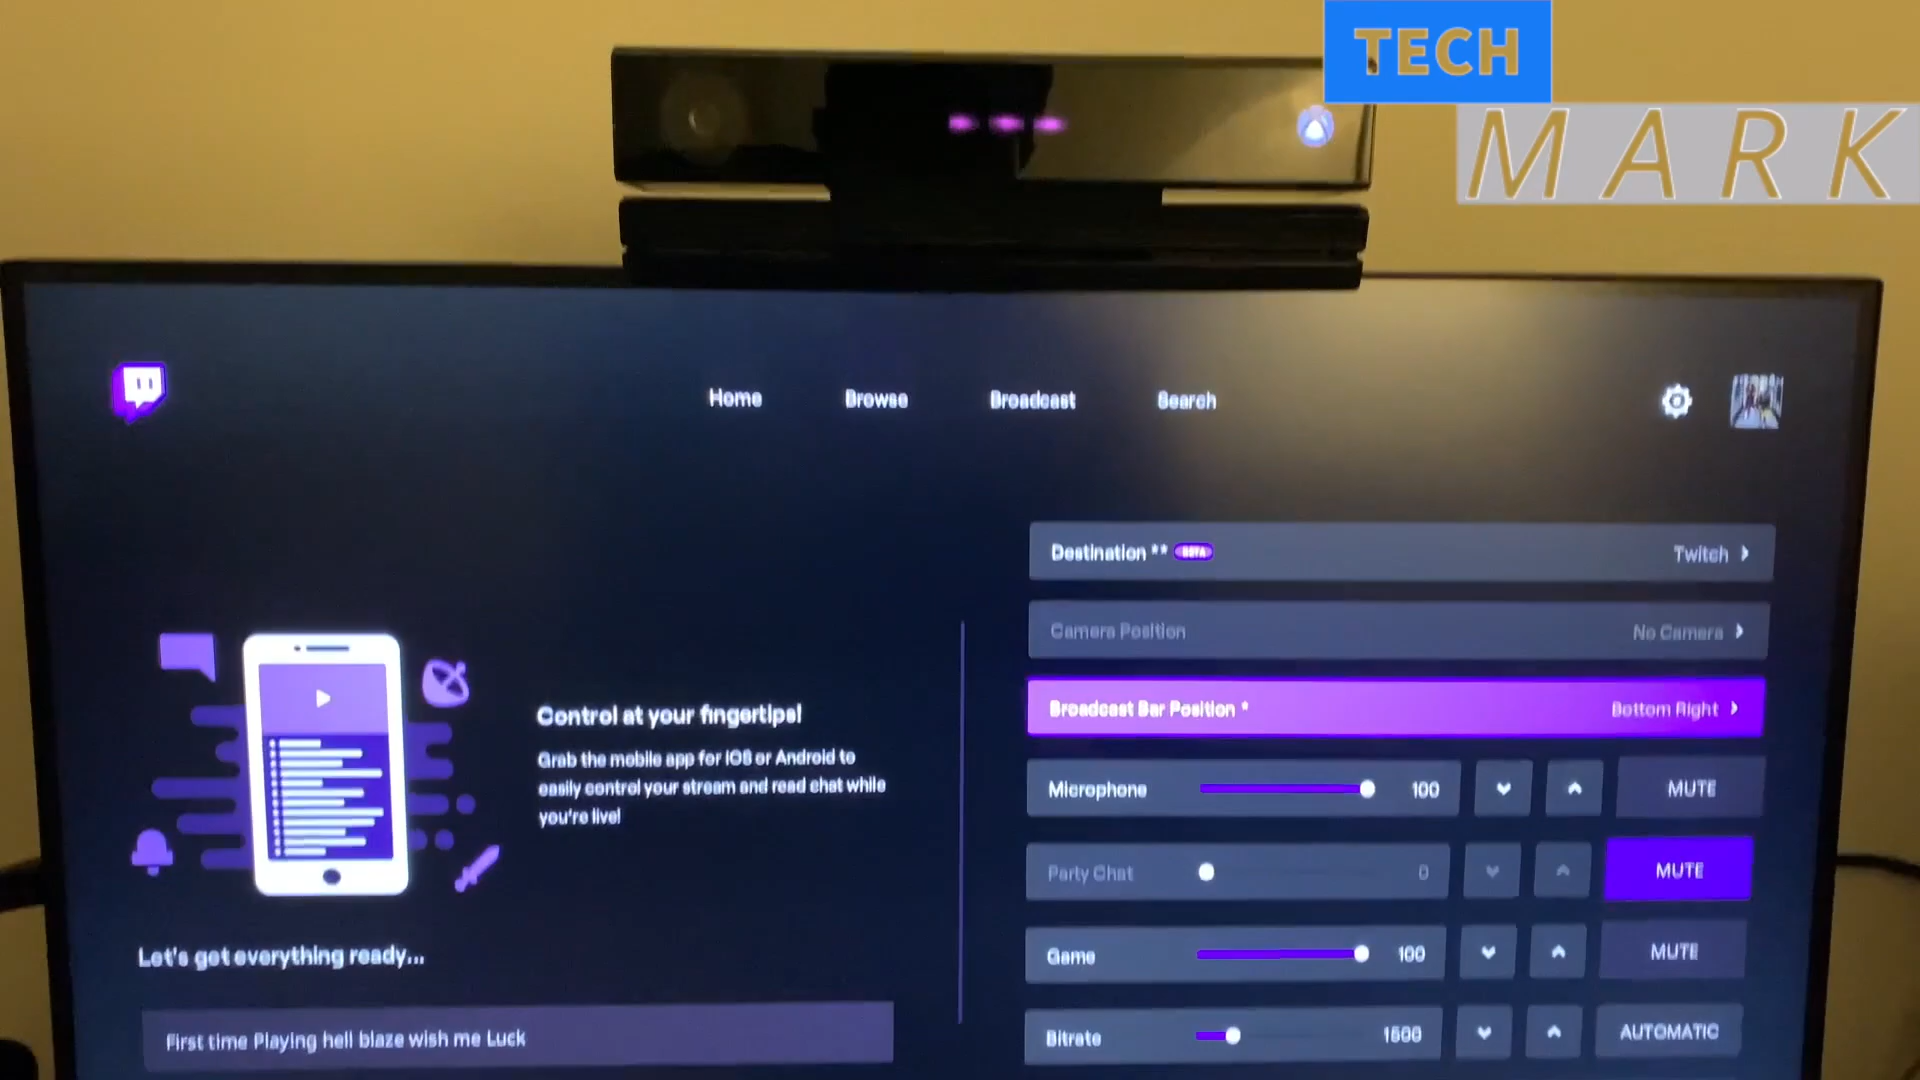 TECH
MARK
Home Browse Broadcast Search
Destination ** BETA Twitch
Camera Position No Camera
Broadcast Bar Position * Bottom Right
Control at your fingertips!
Grab the mobile app for iOS or Android to
easily control your stream and read chat while
you're live!
Microphone 100 MUTE
Party Chat 0 MUTE
Let's get everything ready...
Game 100 MUTE
First time Playing hell blaze wish me Luck
Bitrate 1500 AUTOMATIC